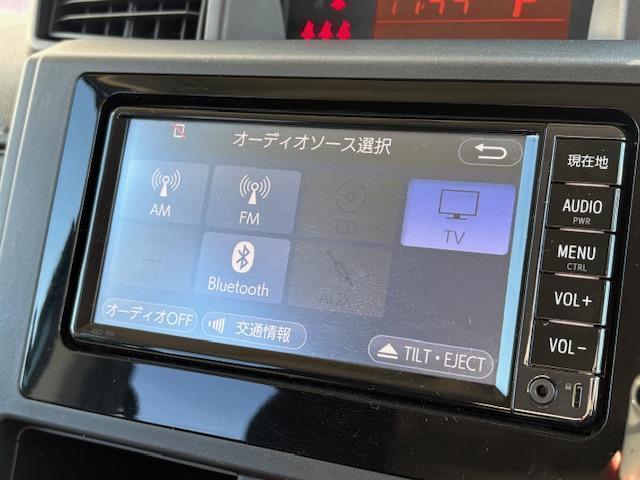 オーディオソース選択
AM
FM
CD
TV
SD
Bluetooth
AUX
オーディオOFF
交通情報
TILT・EJECT
現在地
AUDIO
PWR
MENU
CTRL
VOL+
VOL-